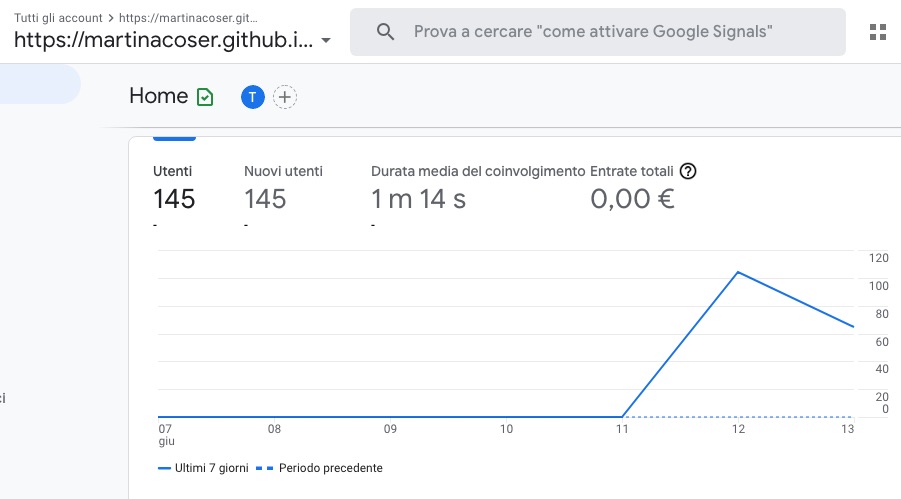 Tutti gli account > https://martinacoser.git...
https://martinacoser.github.i...
Prova a cercare "come attivare Google Signals"
Home
T
Utenti
145
Nuovi utenti
145
Durata media del coinvolgimento
1 m 14 s
Entrate totali
0,00 €
120
100
80
60
40
20
0
07
giu
08
09
10
11
12
13
ci
Ultimi 7 giorni
Periodo precedente